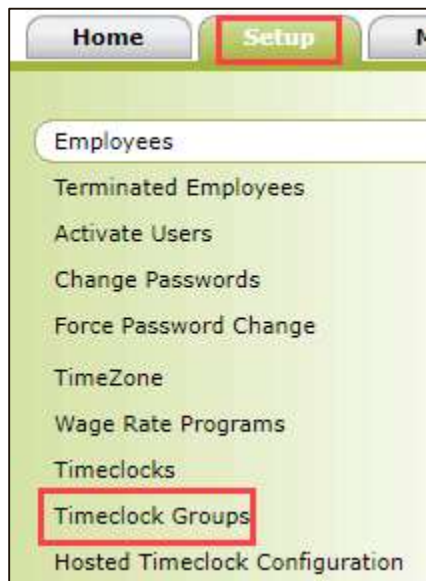 Home Setup
Employees
Terminated Employees
Activate Users
Change Passwords
Force Password Change
TimeZone
Wage Rate Programs
Timeclocks
Timeclock Groups
Hosted Timeclock Configuration